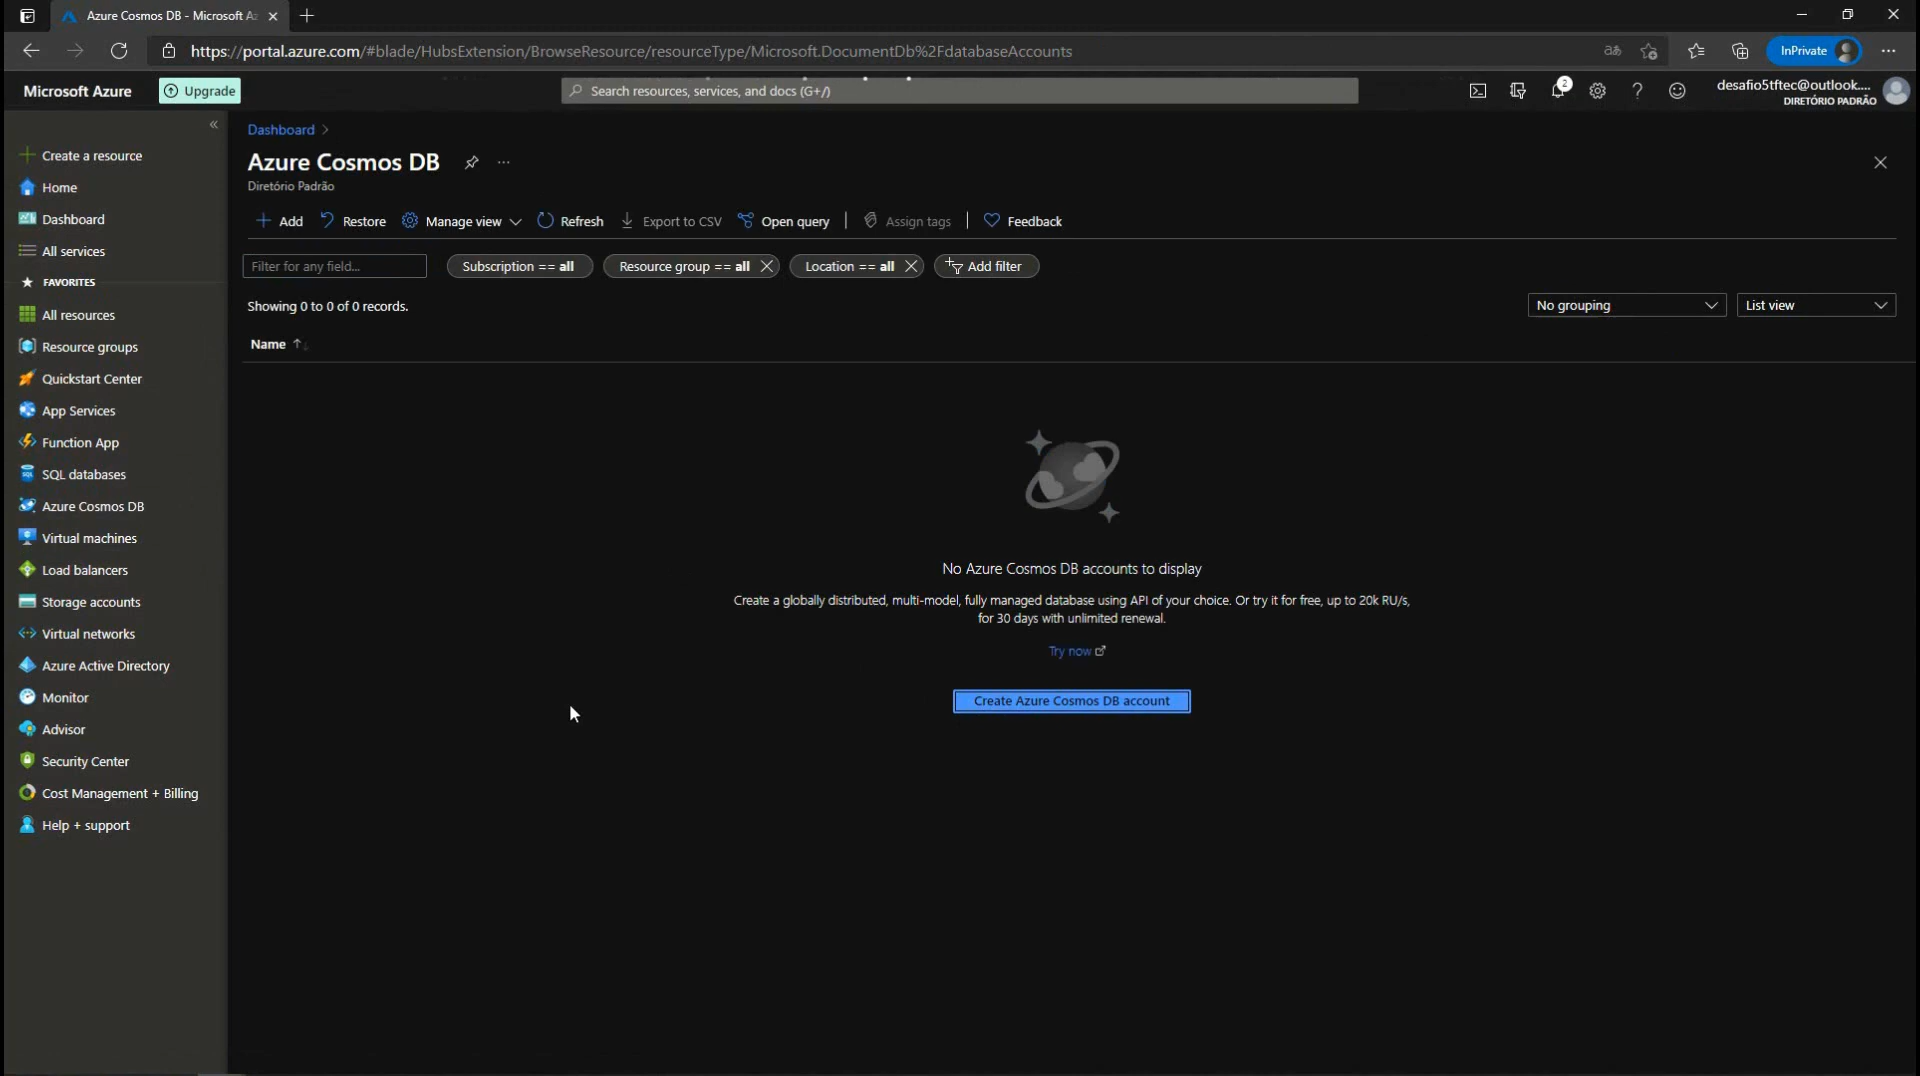 Azure Cosmos DB - Microsoft Az
https://portal.azure.com/#blade/HubsExtension/BrowseResource/resourceType/Microsoft.DocumentDb%2FdatabaseAccounts
InPrivate
Microsoft Azure
Upgrade
Search resources, services, and docs (G+/)
2
desafio5tftec@outlook....
DIRETÓRIO PADRÃO
Create a resource
Home
Dashboard
All services
FAVORITES
All resources
Resource groups
Quickstart Center
App Services
Function App
SQL databases
Azure Cosmos DB
Virtual machines
Load balancers
Storage accounts
Virtual networks
Azure Active Directory
Monitor
Advisor
Security Center
Cost Management + Billing
Help + support
Dashboard >
Azure Cosmos DB ...
Diretório Padrão
Add Restore Manage view Refresh Export to CSV Open query Assign tags Feedback
Filter for any field... Subscription == all Resource group == all Location == all Add filter
Showing 0 to 0 of 0 records. No grouping List view
Name
No Azure Cosmos DB accounts to display
Create a globally distributed, multi-model, fully managed database using API of your choice. Or try it for free, up to 20k RU/s,
for 30 days with unlimited renewal.
Try now
Create Azure Cosmos DB account